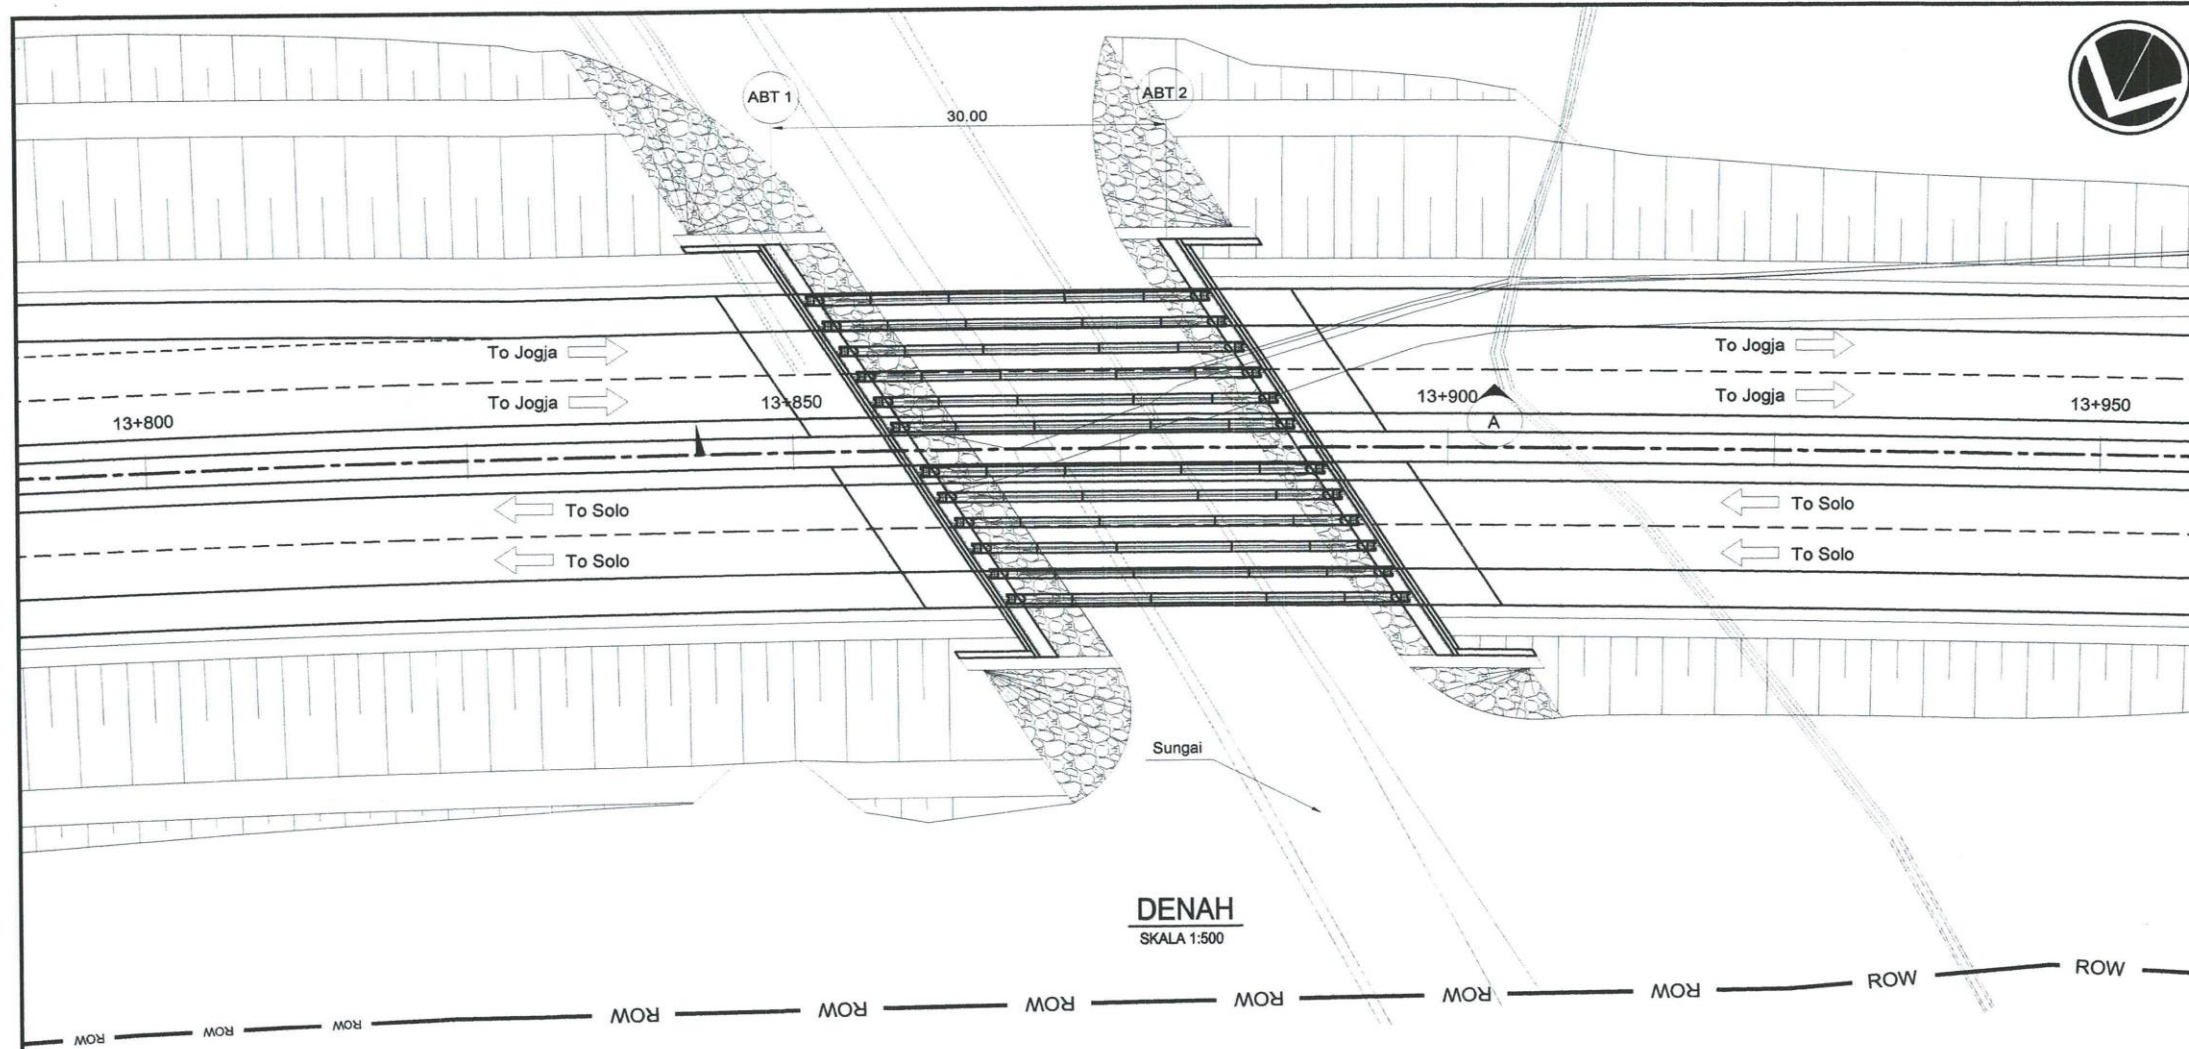 ABT 1
ABT 2
30.00
To Jogja
To Jogja
To Jogja
To Jogja
13+800
13+850
13+900
13+950
A
To Solo
To Solo
To Solo
To Solo
Sungai
DENAH
SKALA 1:500
ROW
ROW
ROW
ROW
ROW
ROW
ROW
ROW
ROW
ROW
ROW